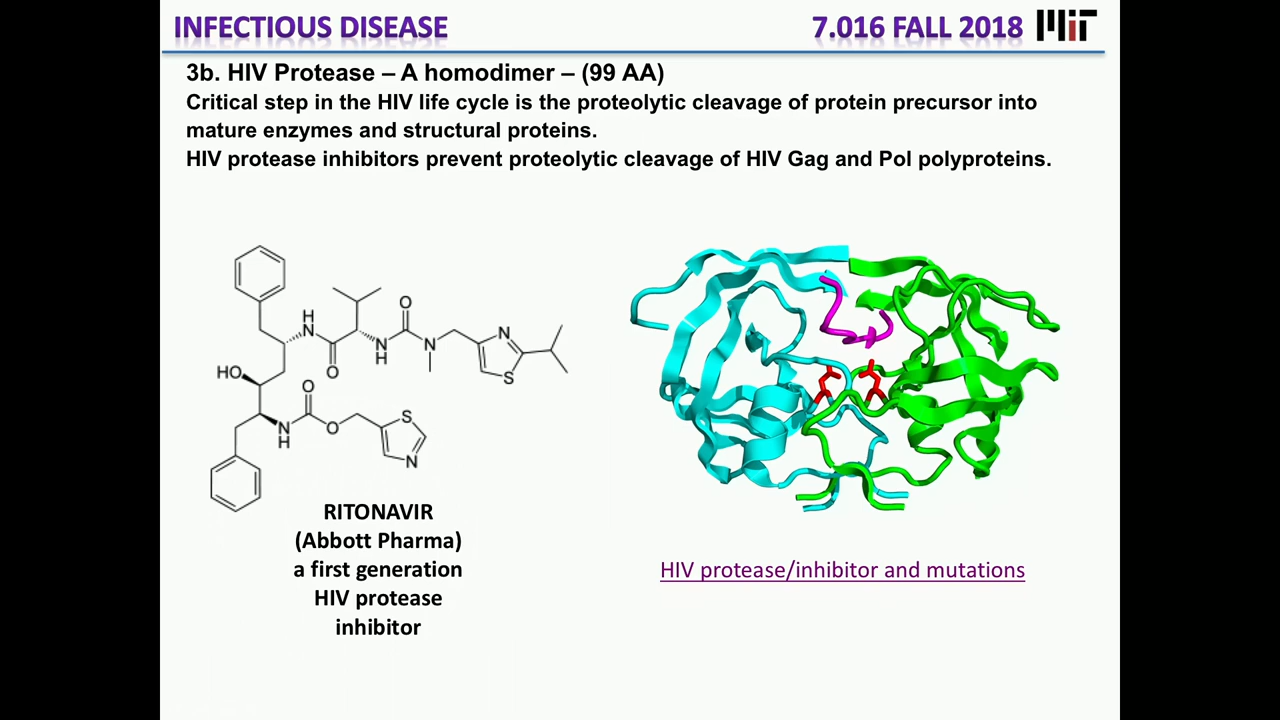 INFECTIOUS DISEASE
7.016 FALL 2018 MIT
3b. HIV Protease – A homodimer – (99 AA)
Critical step in the HIV life cycle is the proteolytic cleavage of protein precursor into
mature enzymes and structural proteins.
HIV protease inhibitors prevent proteolytic cleavage of HIV Gag and Pol polyproteins.
H
N
O
N
H
O
N
N
S
HO
O
N
H
O
S
N
RITONAVIR
(Abbott Pharma)
a first generation
HIV protease
inhibitor
HIV protease/inhibitor and mutations